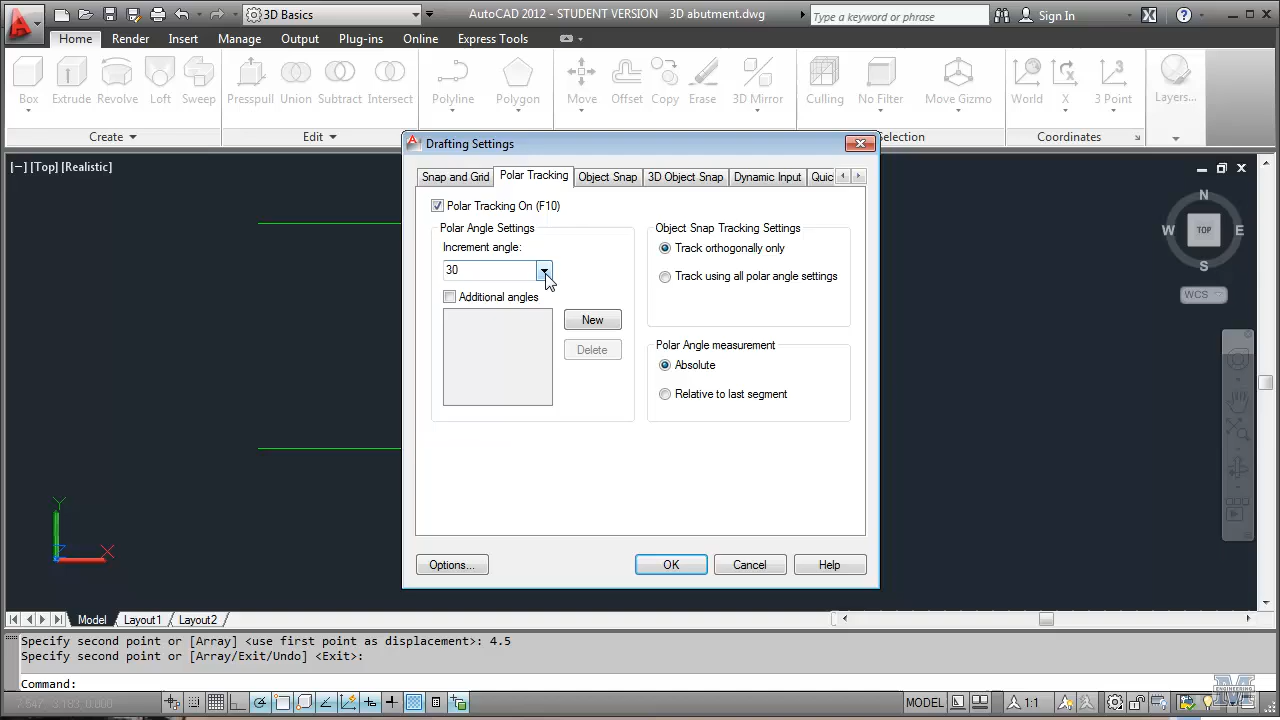 3D Basics
AutoCAD 2012 - STUDENT VERSION 3D abutment.dwg
Type a keyword or phrase
Sign In
Home Render Insert Manage Output Plug-ins Online Express Tools
Box Extrude Revolve Loft Sweep Presspull Union Subtract Intersect Polyline Polygon Move Offset Copy Erase 3D Mirror Culling No Filter Move Gizmo World X 3 Point Layers...
Create Edit election Coordinates
[−] [Top] [Realistic]
Drafting Settings
Snap and Grid Polar Tracking Object Snap 3D Object Snap Dynamic Input Quic
Polar Tracking On (F10)
Polar Angle Settings
Increment angle:
30
Additional angles
New
Delete
Object Snap Tracking Settings
Track orthogonally only
Track using all polar angle settings
Polar Angle measurement
Absolute
Relative to last segment
Options... OK Cancel Help
N
W TOP E
S
WCS
Y
Z X
Model Layout1 Layout2
Specify second point or [Array] <use first point as displacement>: 4.5
Specify second point or [Array/Exit/Undo] <Exit>:
Command:
MODEL 1:1
ENGINEERING